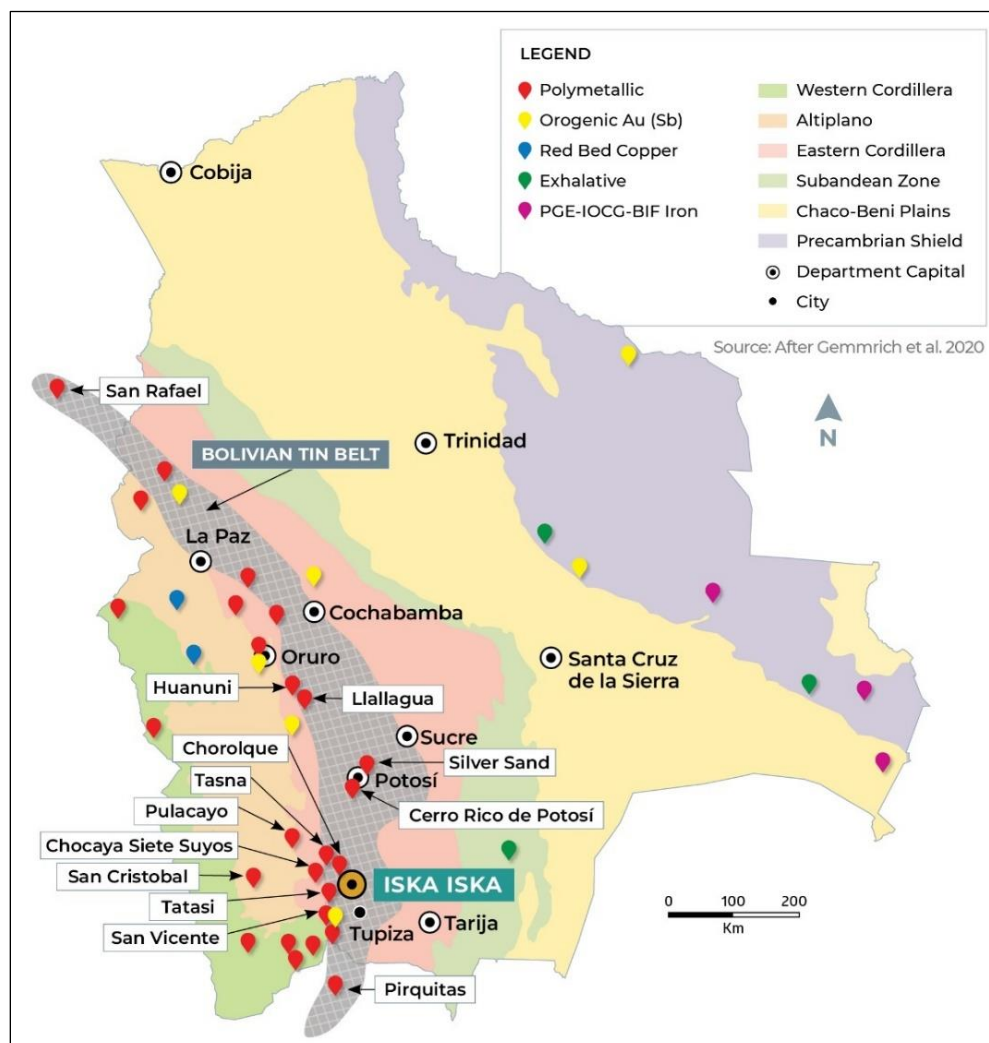 LEGEND
Polymetallic
Orogenic Au (Sb)
Red Bed Copper
Exhalative
PGE-IOCG-BIF Iron
Western Cordillera
Altiplano
Eastern Cordillera
Subandean Zone
Chaco-Beni Plains
Precambrian Shield
Department Capital
City
Source: After Gemmrich et al. 2020
N
Cobija
San Rafael
Trinidad
BOLIVIAN TIN BELT
La Paz
Cochabamba
Oruro
Santa Cruz
de la Sierra
Huanuni
Llallagua
Chorolque
Sucre
Silver Sand
Tasna
Potosí
Pulacayo
Cerro Rico de Potosí
Chocaya Siete Suyos
San Cristobal
ISKA ISKA
Tatasi
San Vicente
Tupiza
Tarija
0 100 200
Km
Pirquitas